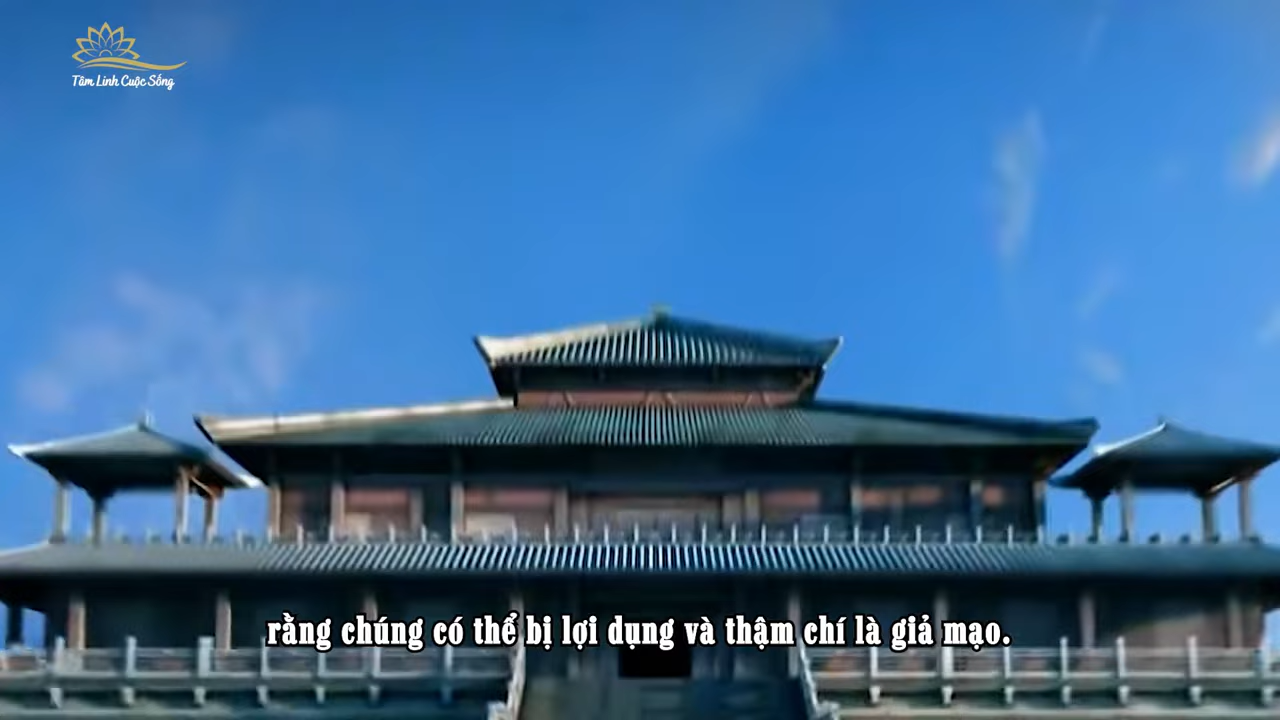 Tâm Linh Cuộc Sống
rằng chúng có thể bị lợi dụng và thậm chí là giả mạo.